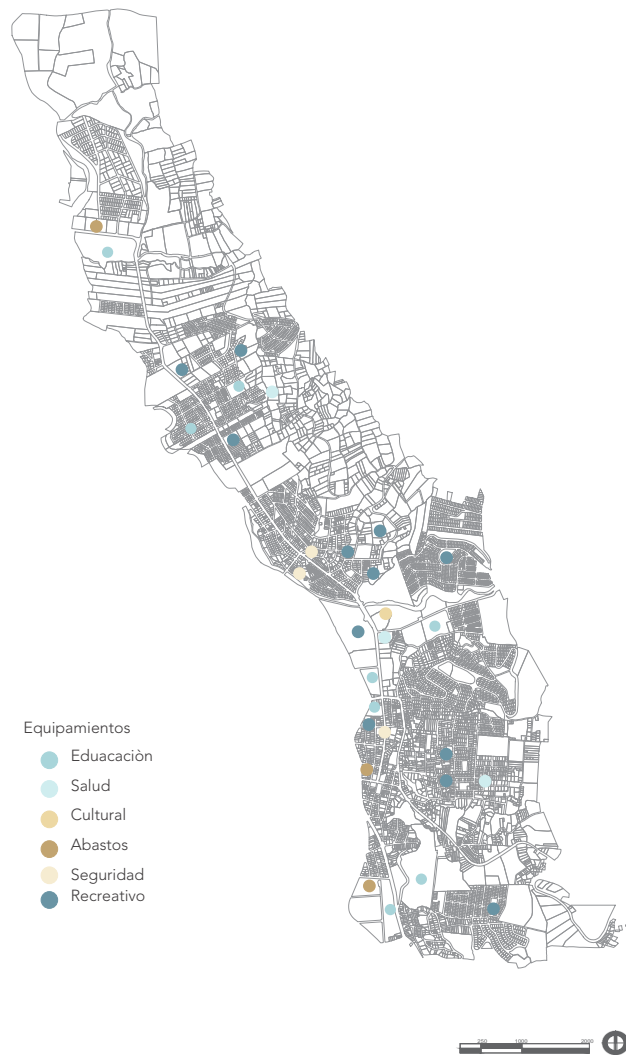 Equipamientos
Eduacaciòn
Salud
Cultural
Abastos
Seguridad
Recreativo
250 1000 2000